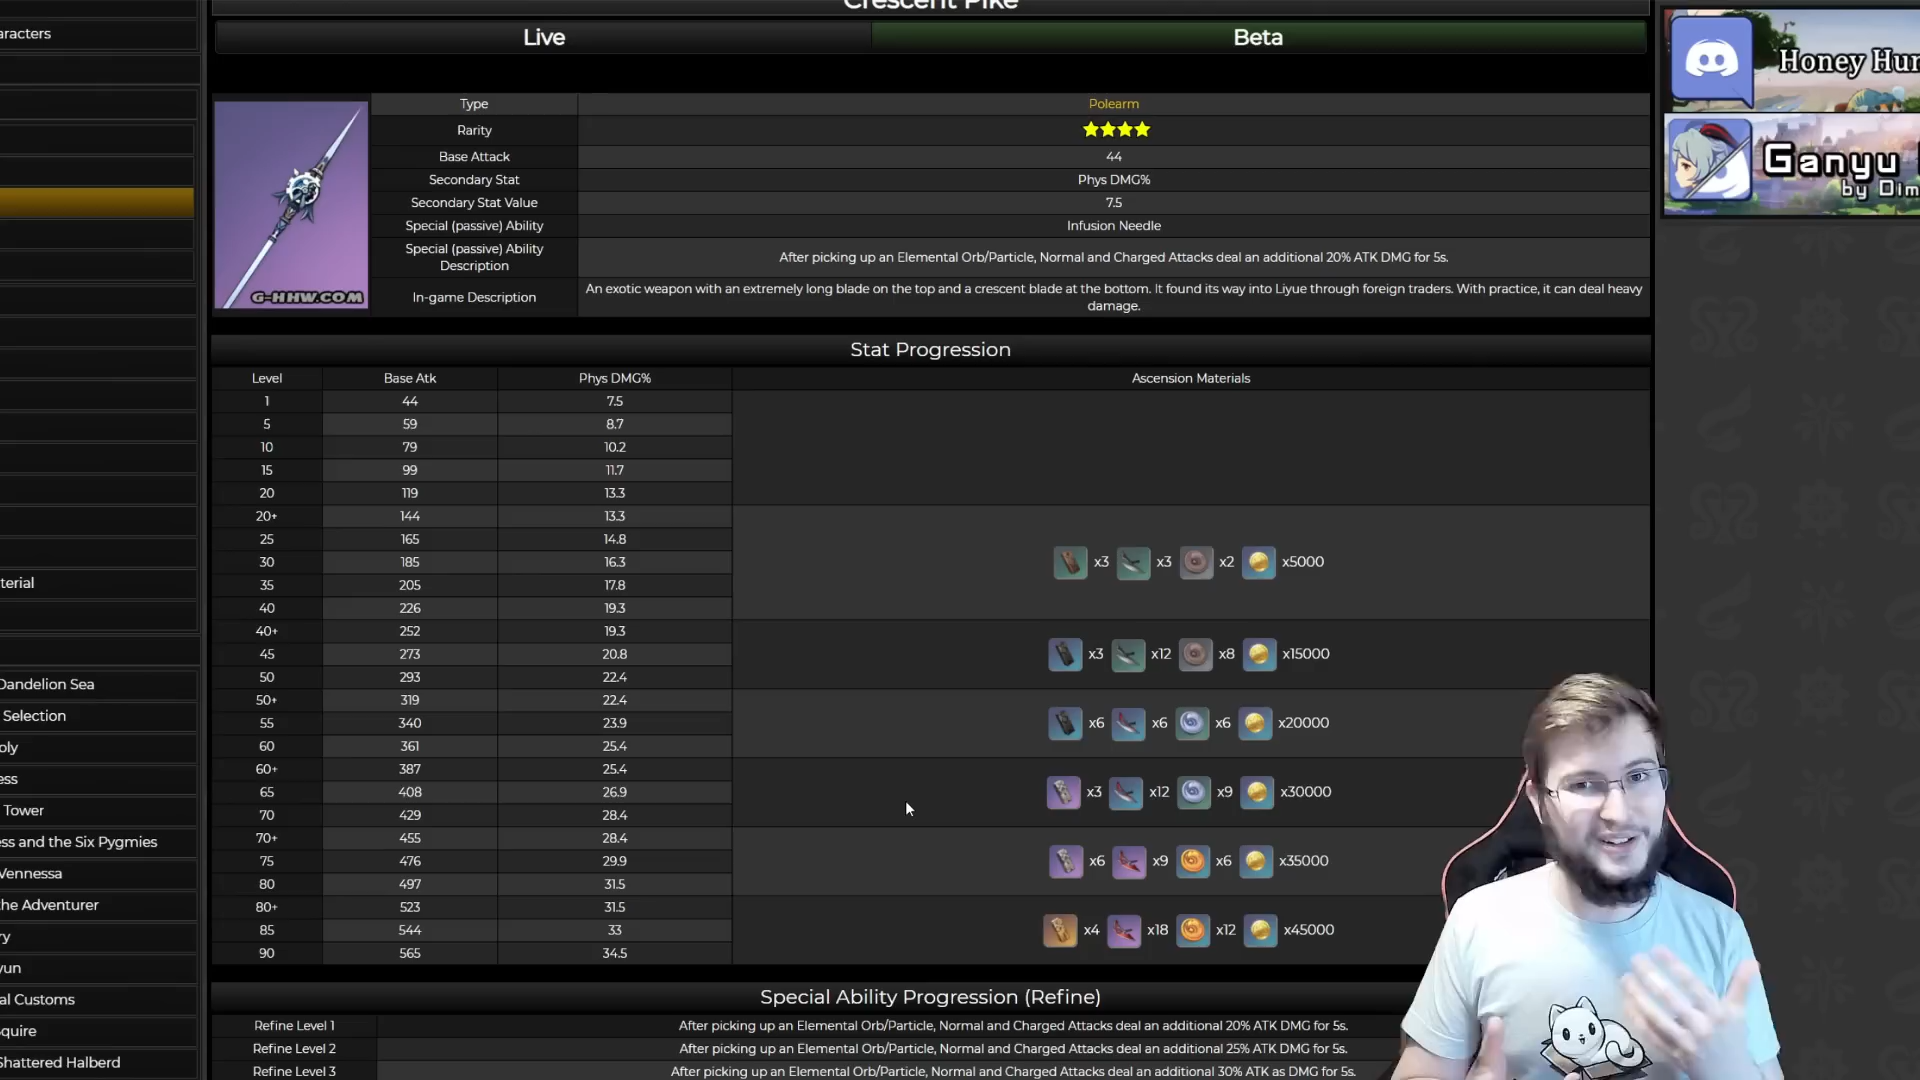 Crescent Pike
Live
Beta
Type
Polearm
Rarity
Base Attack
44
Secondary Stat
Phys DMG%
Secondary Stat Value
7.5
Special (passive) Ability
Infusion Needle
Special (passive) Ability
Description
After picking up an Elemental Orb/Particle, Normal and Charged Attacks deal an additional 20% ATK DMG for 5s.
In-game Description
An exotic weapon with an extremely long blade on the top and a crescent blade at the bottom. It found its way into Liyue through foreign traders. With practice, it can deal heavy
damage.
G-HHW.COM
Stat Progression
Level Base Atk Phys DMG% Ascension Materials
1 44 7.5
5 59 8.7
10 79 10.2
15 99 11.7
20 119 13.3
20+ 144 13.3
25 165 14.8
30 185 16.3
x3 x3 x2 x5000
35 205 17.8
40 226 19.3
40+ 252 19.3
45 273 20.8
x3 x12 x8 x15000
50 293 22.4
50+ 319 22.4
55 340 23.9
x6 x6 x6 x20000
60 361 25.4
60+ 387 25.4
65 408 26.9
x3 x12 x9 x30000
70 429 28.4
70+ 455 28.4
75 476 29.9
x6 x9 x6 x35000
80 497 31.5
80+ 523 31.5
85 544 33
x4 x18 x12 x45000
90 565 34.5
Special Ability Progression (Refine)
Refine Level 1 After picking up an Elemental Orb/Particle, Normal and Charged Attacks deal an additional 20% ATK DMG for 5s.
Refine Level 2 After picking up an Elemental Orb/Particle, Normal and Charged Attacks deal an additional 25% ATK DMG for 5s.
Refine Level 3 After picking up an Elemental Orb/Particle, Normal and Charged Attacks deal an additional 30% ATK as DMG for 5s.
aracters
terial
Dandelion Sea
Selection
oly
ess
Tower
ess and the Six Pygmies
Vennessa
the Adventurer
ry
yun
al Customs
Squire
Shattered Halberd
Honey Hun
Ganyu
by Dim